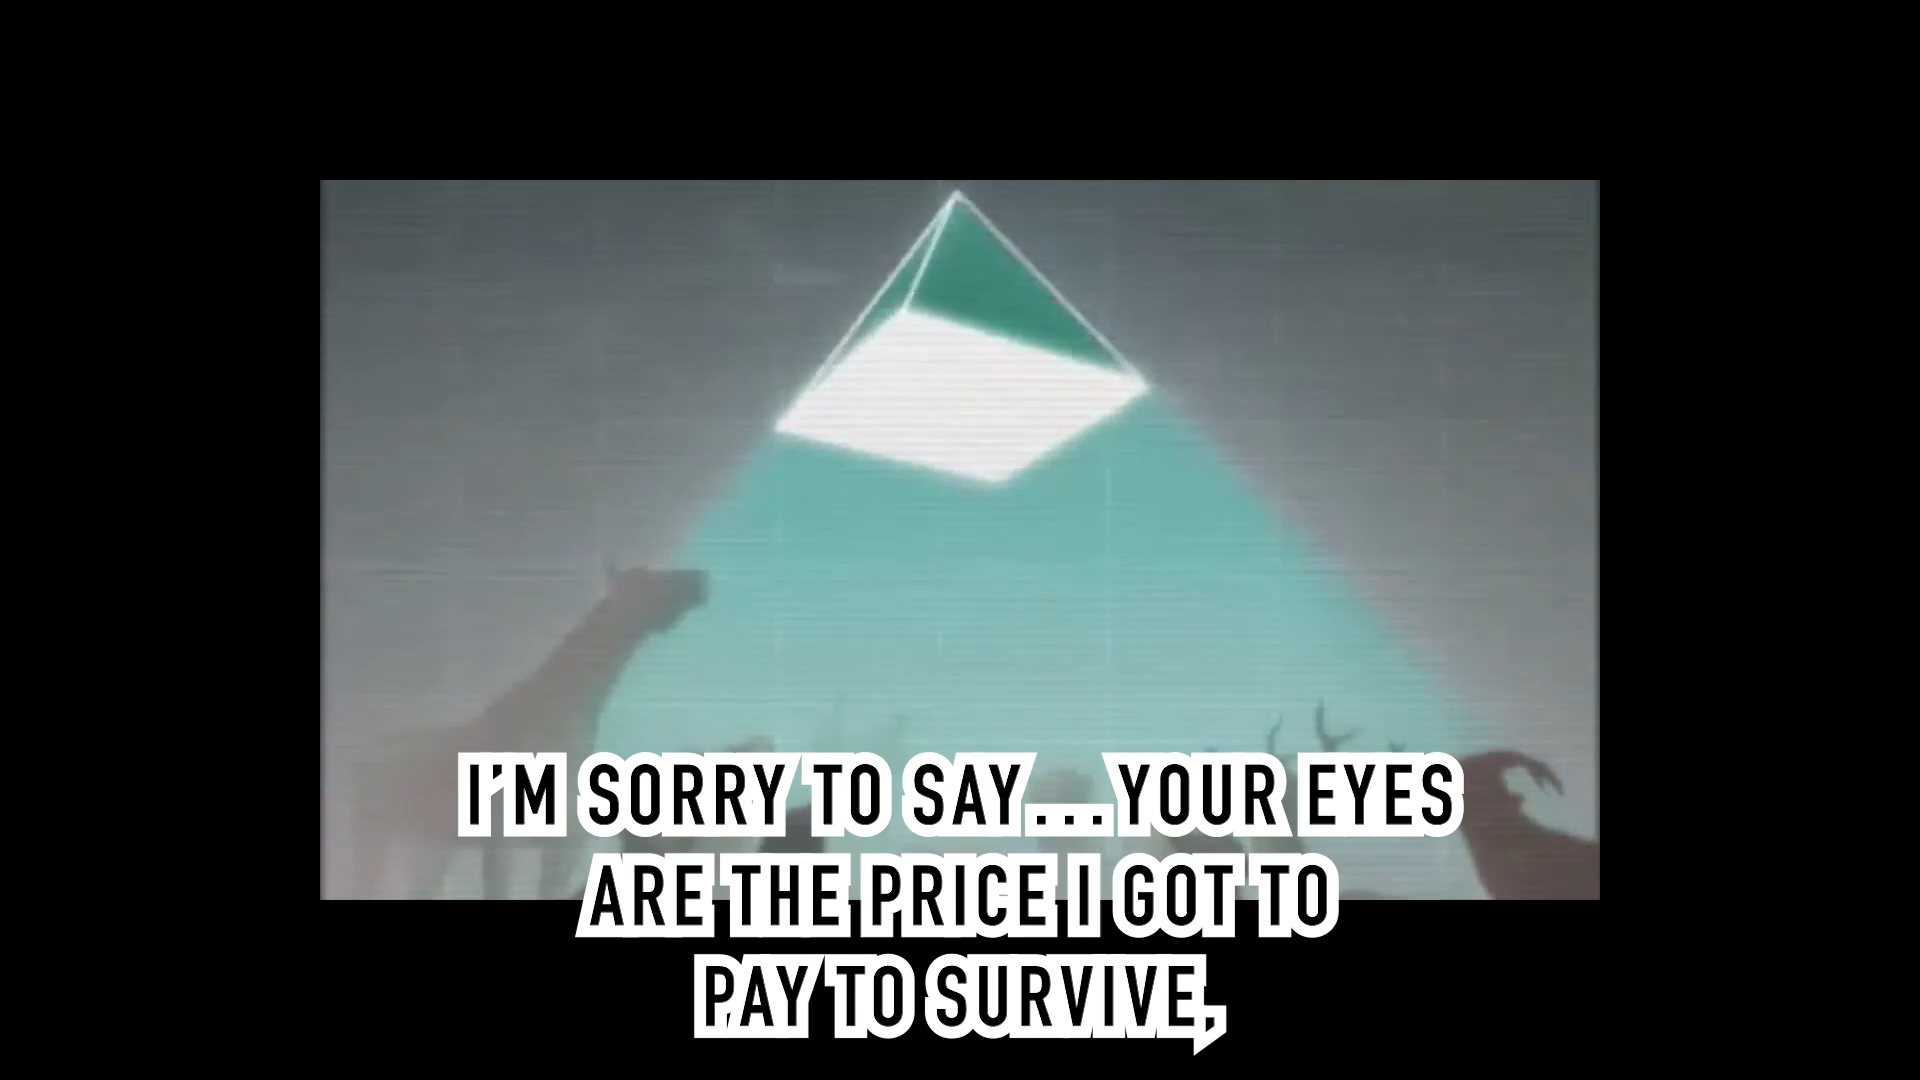 I'M SORRY TO SAY...YOUR EYES
ARE THE PRICE I GOT TO
PAY TO SURVIVE,